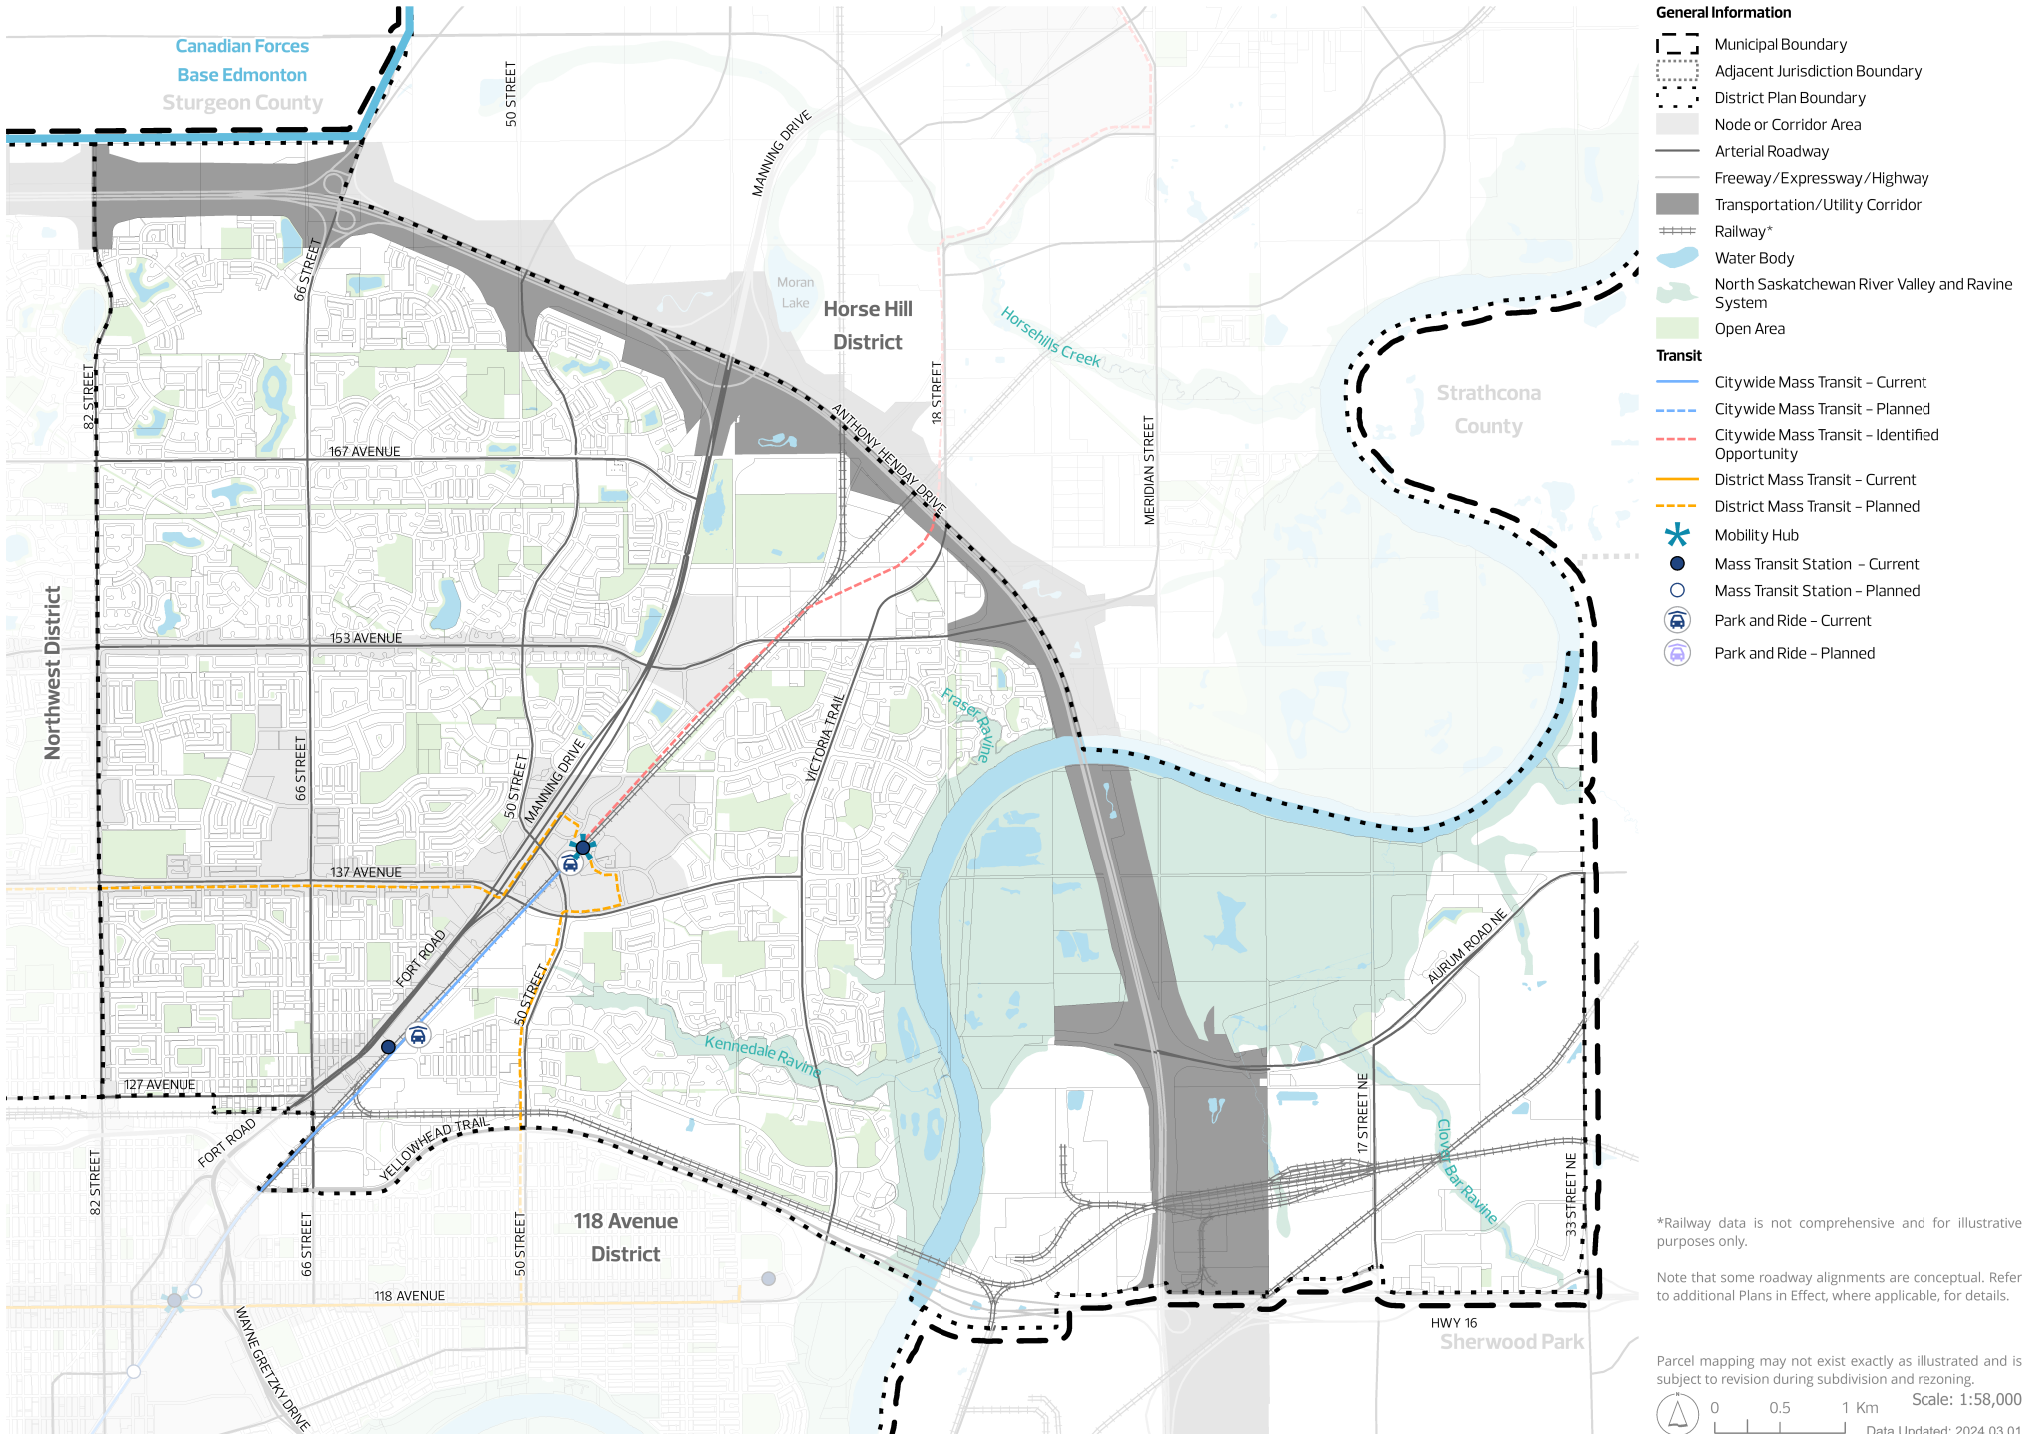 Canadian Forces
Base Edmonton
Sturgeon County
50 STREET
MANNING DRIVE
66 STREET
Moran
Lake
Horse Hill
District
Horsehills Creek
82 STREET
18 STREET
Strathcona
County
ANTHONY HENDAY DRIVE
MERIDIAN STREET
167 AVENUE
Northwest District
153 AVENUE
Fraser Ravine
VICTORIA TRAIL
66 STREET
50 STREET
MANNING DRIVE
137 AVENUE
FORT ROAD
AURUM ROAD NE
50 STREET
Kennedale Ravine
127 AVENUE
FORT ROAD
YELLOWHEAD TRAIL
17 STREET NE
Clover Bar Ravine
33 STREET NE
82 STREET
66 STREET
50 STREET
118 Avenue
District
118 AVENUE
WAYNE GRETZKY DRIVE
HWY 16
Sherwood Park
General Information
Municipal Boundary
Adjacent Jurisdiction Boundary
District Plan Boundary
Node or Corridor Area
Arterial Roadway
Freeway/Expressway/Highway
Transportation/Utility Corridor
Railway*
Water Body
North Saskatchewan River Valley and Ravine
System
Open Area
Transit
Citywide Mass Transit - Current
Citywide Mass Transit - Planned
Citywide Mass Transit - Identified
Opportunity
District Mass Transit - Current
District Mass Transit - Planned
Mobility Hub
Mass Transit Station - Current
Mass Transit Station - Planned
Park and Ride - Current
Park and Ride - Planned
*Railway data is not comprehensive and for illustrative
purposes only.
Note that some roadway alignments are conceptual. Refer
to additional Plans in Effect, where applicable, for details.
Parcel mapping may not exist exactly as illustrated and is
subject to revision during subdivision and rezoning.
Scale: 1:58,000
N
0 0.5 1 Km
Data Updated: 2024.03.01